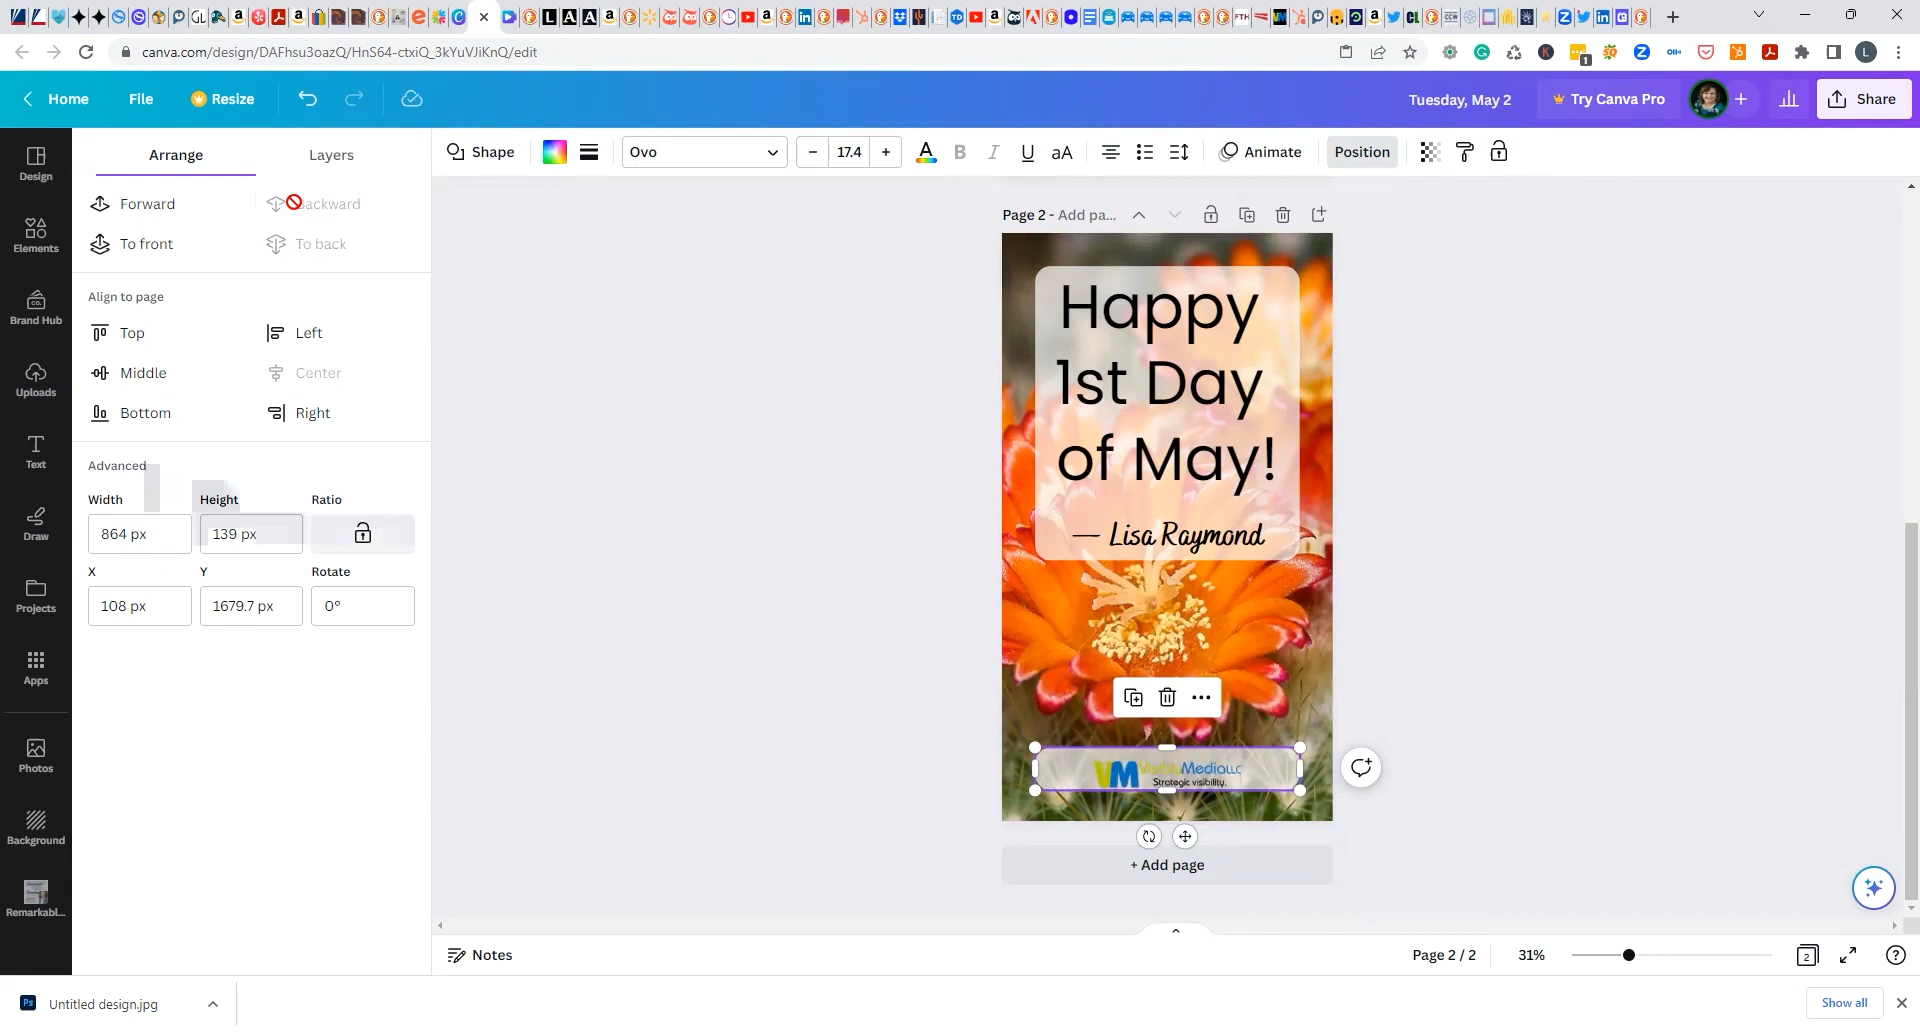 canva.com/design/DAFhsu3oazQ/HnS64-ctxiQ_3kYuVJiKnQ/edit
Home
File
Resize
Tuesday, May 2
Try Canva Pro
Share
Arrange
Layers
Shape
Ovo
17.4
Animate
Position
Design
Elements
Brand Hub
Uploads
Text
Draw
Projects
Apps
Photos
Background
Remarkabl...
Forward
Backward
To front
To back
Align to page
Top
Left
Middle
Center
Bottom
Right
Advanced
Width
Height
Ratio
864 px
139 px
X
Y
Rotate
108 px
1679.7 px
0°
Page 2 - Add pa...
Happy
1st Day
of May!
— Lisa Raymond
VM
Strategic visibility.
+ Add page
Notes
Page 2 / 2
31%
2
Untitled design.jpg
Show all